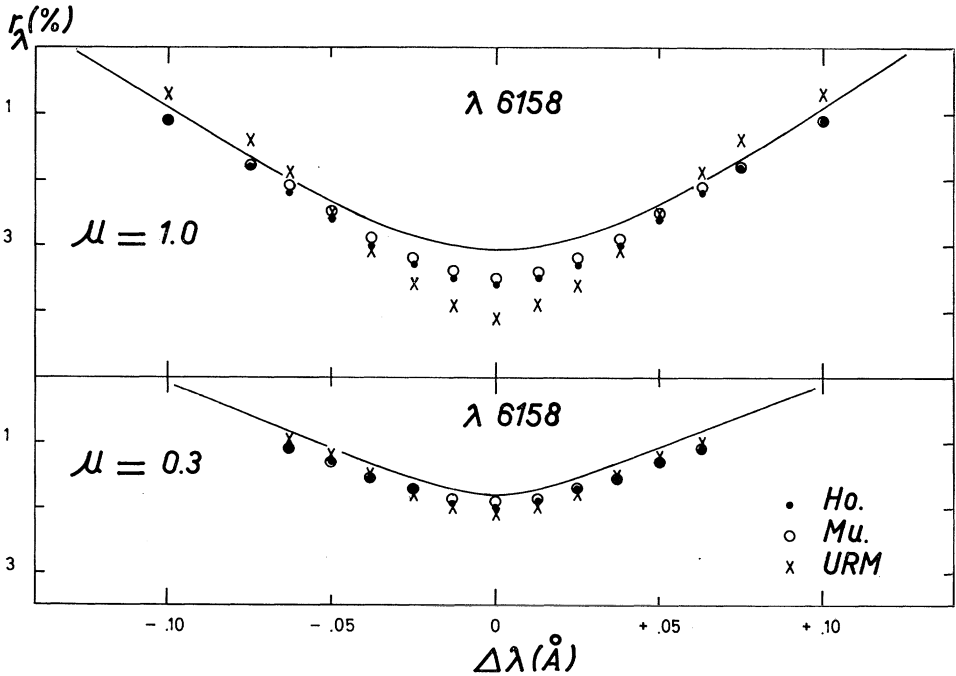 r_λ(%)
λ 6158
1
μ = 1.0
3
λ 6158
1
μ = 0.3
Ho.
Mu.
URM
3
- .10 - .05 0 + .05 + .10
Δλ(Å)